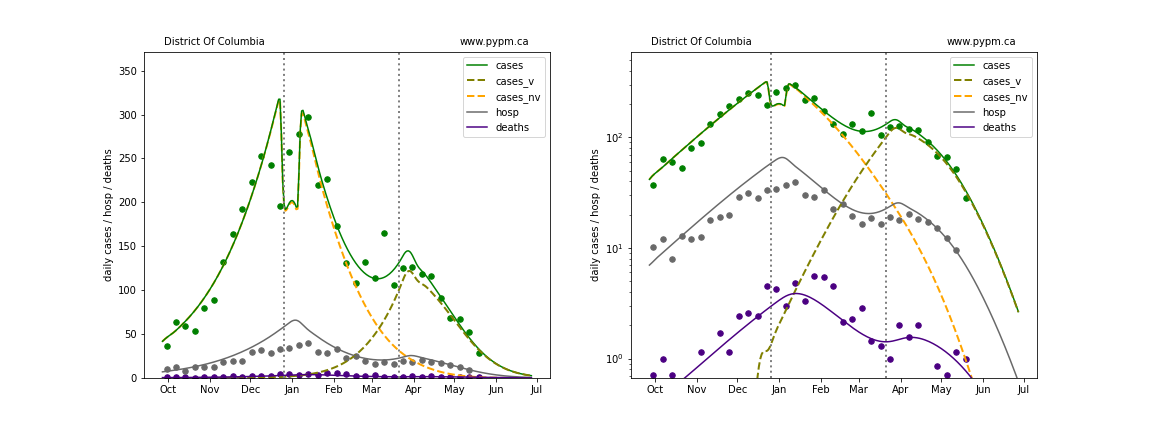 District Of Columbia
www.pypm.ca
daily cases / hosp / deaths
350
300
250
200
150
100
50
0
Oct
Nov
Dec
Jan
Feb
Mar
Apr
May
Jun
Jul
cases
cases_v
cases_nv
hosp
deaths
District Of Columbia
www.pypm.ca
daily cases / hosp / deaths
10²
10¹
10⁰
Oct
Nov
Dec
Jan
Feb
Mar
Apr
May
Jun
Jul
cases
cases_v
cases_nv
hosp
deaths